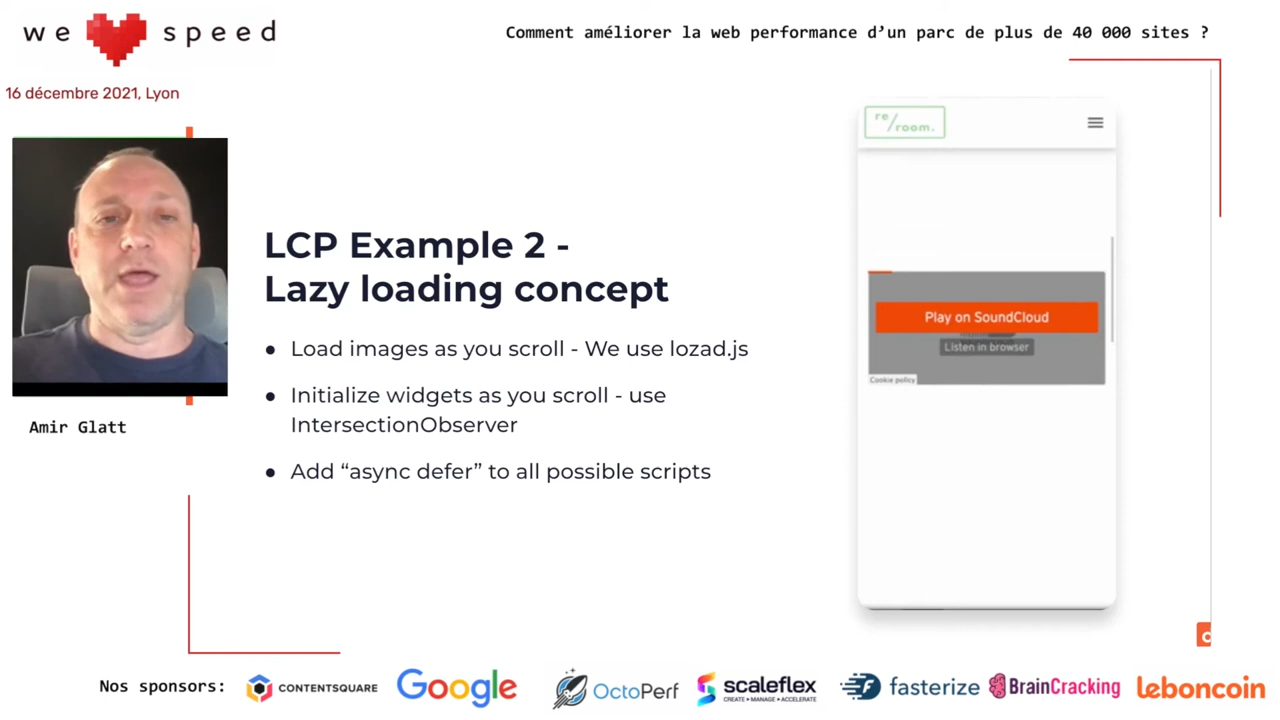 we speed
Comment améliorer la web performance d’un parc de plus de 40 000 sites ?
16 décembre 2021, Lyon
Amir Glatt
LCP Example 2 -
Lazy loading concept
● Load images as you scroll - We use lozad.js
● Initialize widgets as you scroll - use
IntersectionObserver
● Add “async defer” to all possible scripts
re/room.
Play on SoundCloud
Listen in browser
Cookie policy
Nos sponsors:
CONTENTSQUARE
Google
OctoPerf
scaleflex
CREATE • MANAGE • ACCELERATE
fasterize
BrainCracking
leboncoin